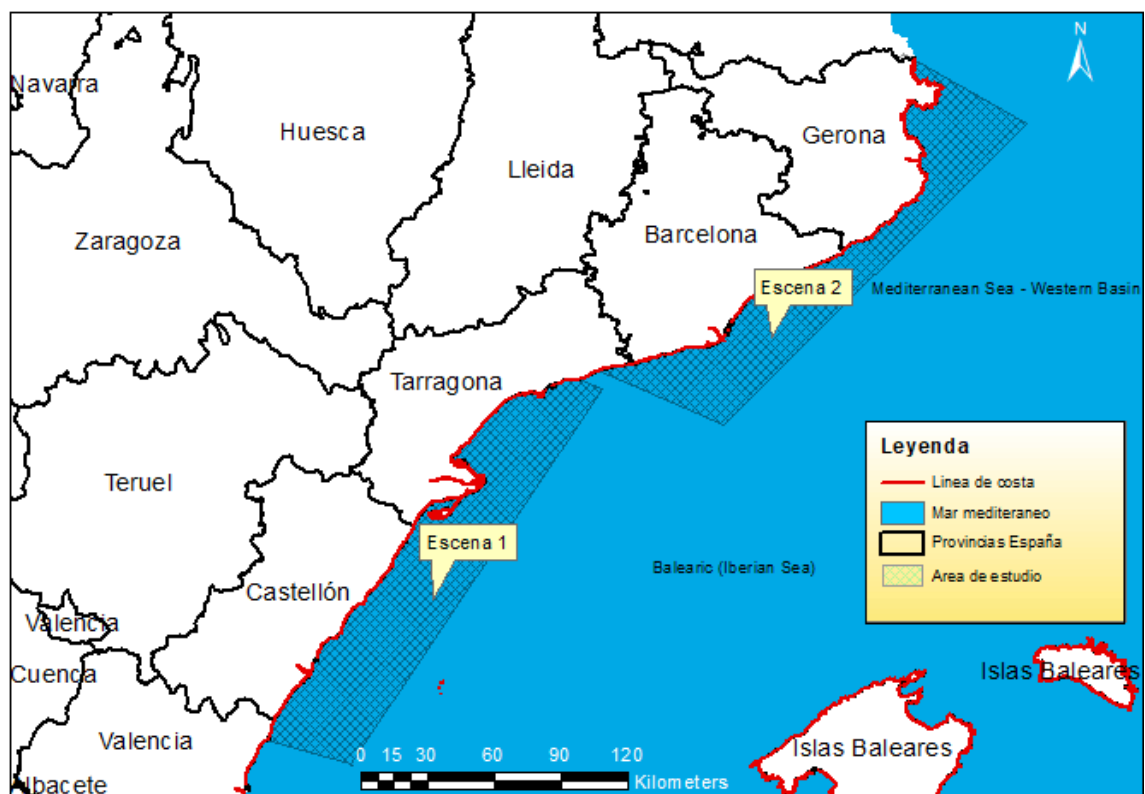 N
Navarra
Huesca
Gerona
Lleida
Zaragoza
Barcelona
Escena 2
Mediterranean Sea - Western Basin
Tarragona
Leyenda
Linea de costa
Mar mediteraneo
Provincias España
Area de estudio
Teruel
Escena 1
Balearic (Iberian Sea)
Castellón
Valencia
Cuenca
Islas Baleares
Valencia
Islas Baleares
0 15 30 60 90 120
Kilometers
Albacete